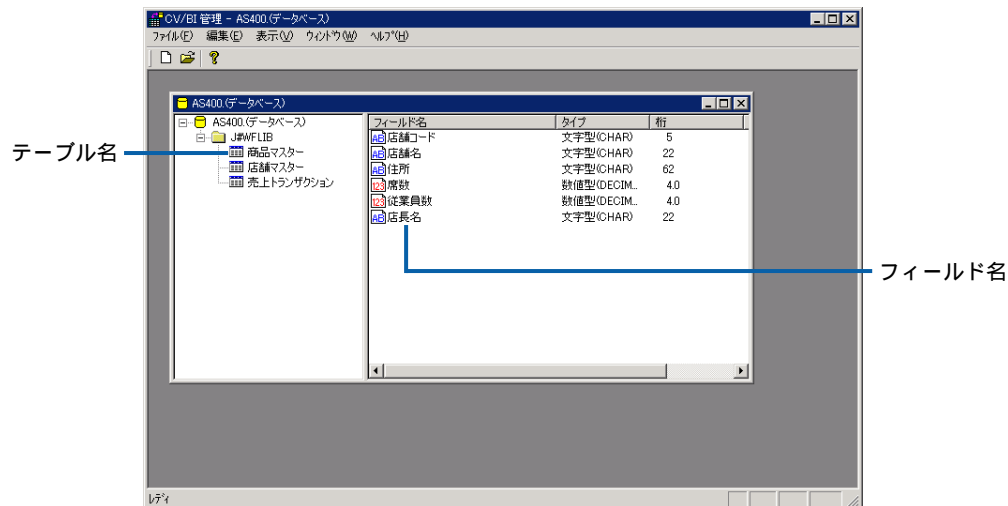 CV/BI 管理 - AS400.(データベース)
ファイル(F) 編集(E) 表示(V) ウィンドウ(W) ヘルプ(H)
AS400.(データベース)
AS400.(データベース)
J#WFLIB
商品マスター
店舗マスター
売上トランザクション
テーブル名
フィールド名 タイプ 桁
店舗コード 文字型(CHAR) 5
店舗名 文字型(CHAR) 22
住所 文字型(CHAR) 62
席数 数値型(DECIM... 4.0
従業員数 数値型(DECIM... 4.0
店長名 文字型(CHAR) 22
フィールド名
レディ